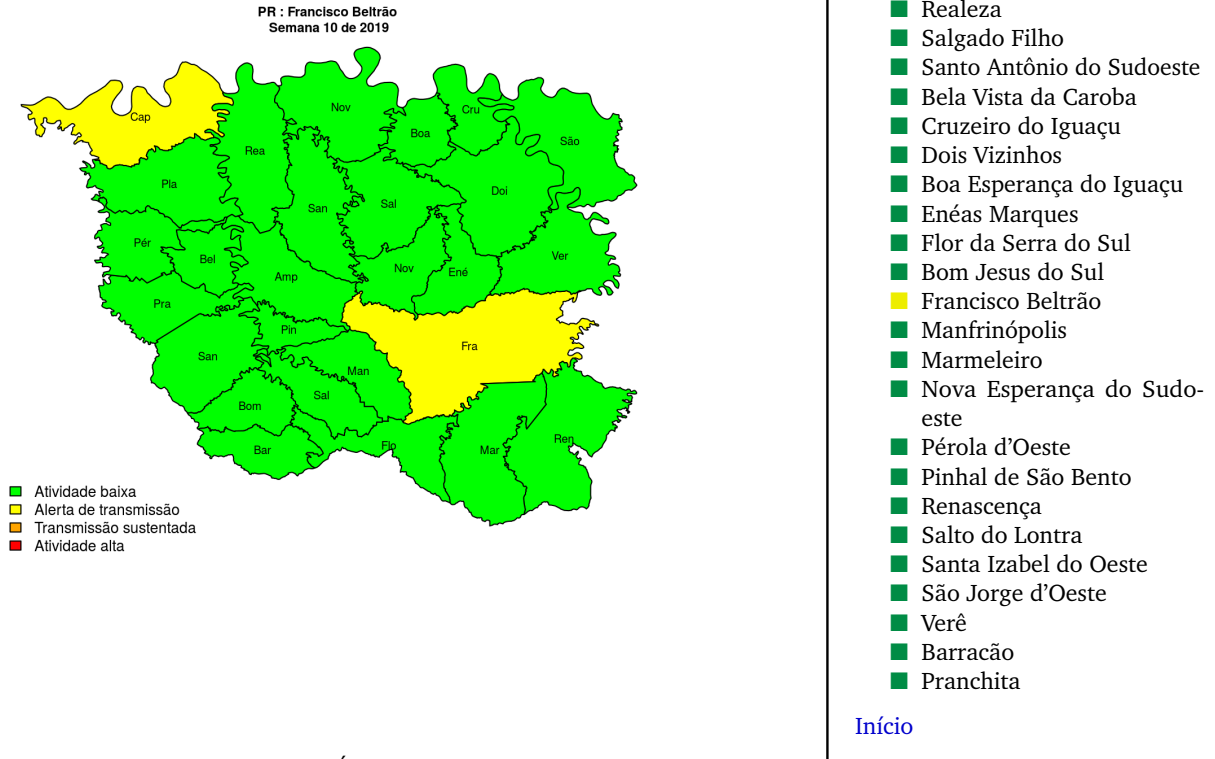 PR : Francisco Beltrão
Semana 10 de 2019
Cap
Nov
Cru
Boa
São
Rea
Pla
Doi
San
Sal
Pér
Bel
Ver
Nov
Ené
Amp
Pra
Pin
Fra
San
Man
Sal
Bom
Ren
Flo
Bar
Mar
Atividade baixa
Alerta de transmissão
Transmissão sustentada
Atividade alta
Realeza
Salgado Filho
Santo Antônio do Sudoeste
Bela Vista da Caroba
Cruzeiro do Iguaçu
Dois Vizinhos
Boa Esperança do Iguaçu
Enéas Marques
Flor da Serra do Sul
Bom Jesus do Sul
Francisco Beltrão
Manfrinópolis
Marmeleiro
Nova Esperança do Sudo-
este
Pérola d'Oeste
Pinhal de São Bento
Renascença
Salto do Lontra
Santa Izabel do Oeste
São Jorge d'Oeste
Verê
Barracão
Pranchita
Início